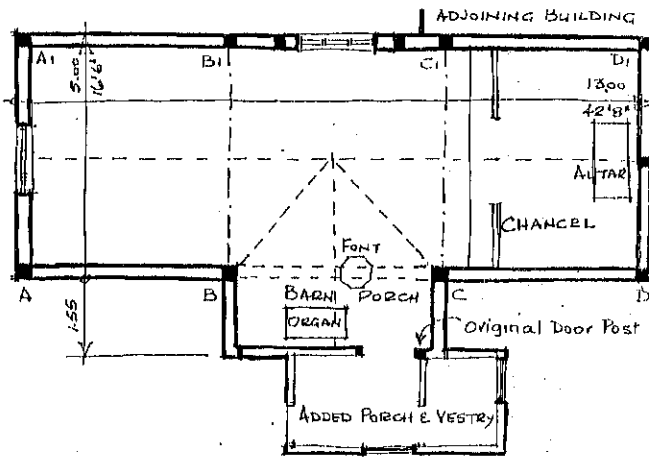 ADJOINING BUILDING
A1
B1
C1
D1
5.00
16'6"
13,00
42'8"
ALTAR
CHANCEL
FONT
A
B
BARN PORCH
C
D
ORGAN
1.55
Original Door Post
ADDED PORCH & VESTRY